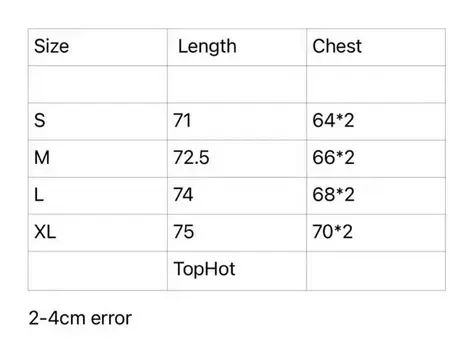 Size Length Chest
S 71 64*2
M 72.5 66*2
L 74 68*2
XL 75 70*2
TopHot
2-4cm error